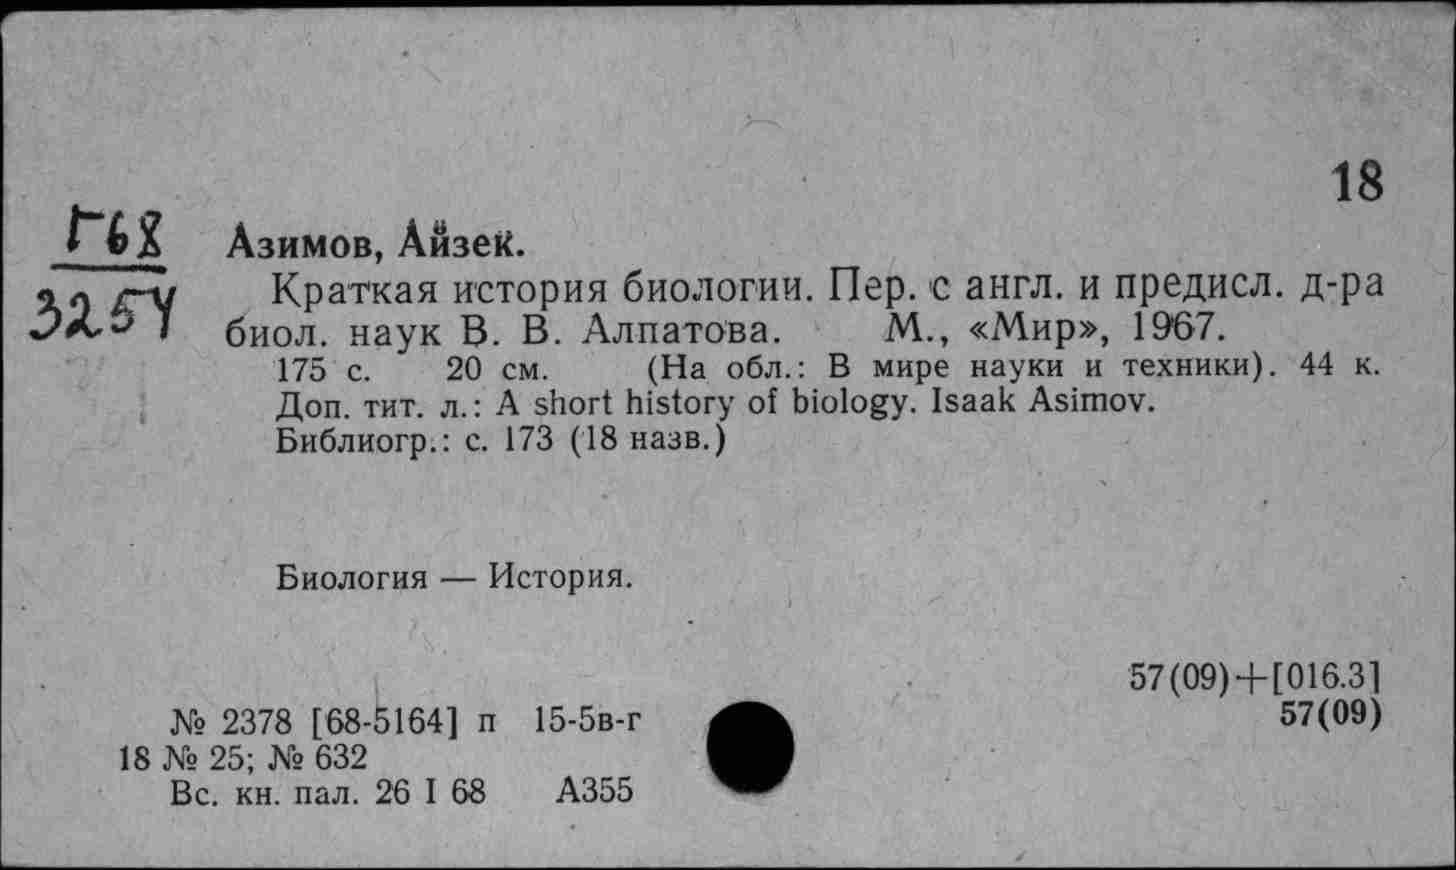 18
Г68
3254
Азимов, Айзек.
Краткая история биологии. Пер. с англ. и предисл. д-ра
биол. наук В. В. Алпатова. М., «Мир», 1967.
175 с. 20 см. (На обл.: В мире науки и техники). 44 к.
Доп. тит. л.: A short history of biology. Isaak Asimov.
Библиогр.: с. 173 (18 назв.)
Биология — История.
57(09)+[016.3]
57(09)
№ 2378 [68-5164] п 15-5в-г
18 № 25; № 632
Вс. кн. пал. 26 I 68 А355